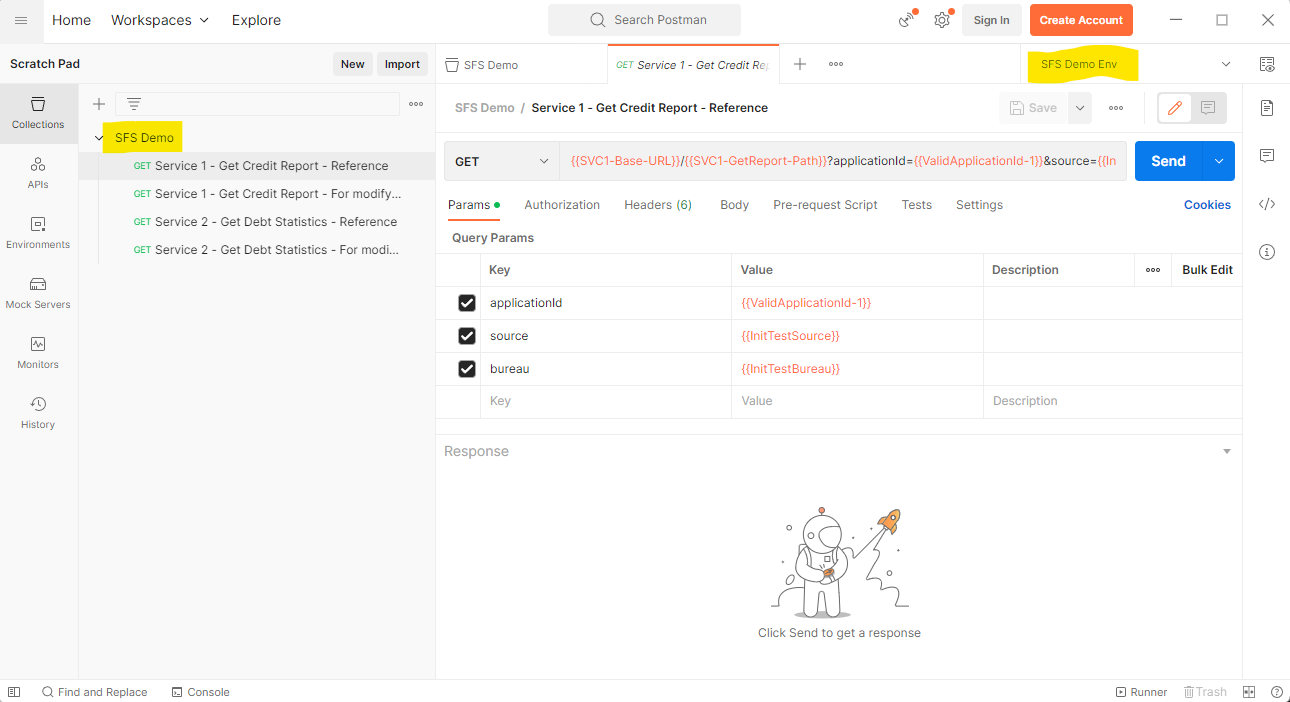 Home Workspaces Explore Search Postman Sign In Create Account
Scratch Pad New Import SFS Demo GET Service 1 - Get Credit Rep SFS Demo Env
Collections
APIs
Environments
Mock Servers
Monitors
History
SFS Demo
GET Service 1 - Get Credit Report - Reference
GET Service 1 - Get Credit Report - For modify...
GET Service 2 - Get Debt Statistics - Reference
GET Service 2 - Get Debt Statistics - For modi...
SFS Demo / Service 1 - Get Credit Report - Reference Save
GET {{SVC1-Base-URL}}/{{SVC1-GetReport-Path}}?applicationId={{ValidApplicationId-1}}&source={{In Send
Params Authorization Headers (6) Body Pre-request Script Tests Settings Cookies
Query Params
Key Value Description Bulk Edit
applicationId {{ValidApplicationId-1}}
source {{InitTestSource}}
bureau {{InitTestBureau}}
Key Value Description
Response
Click Send to get a response
Find and Replace Console Runner Trash